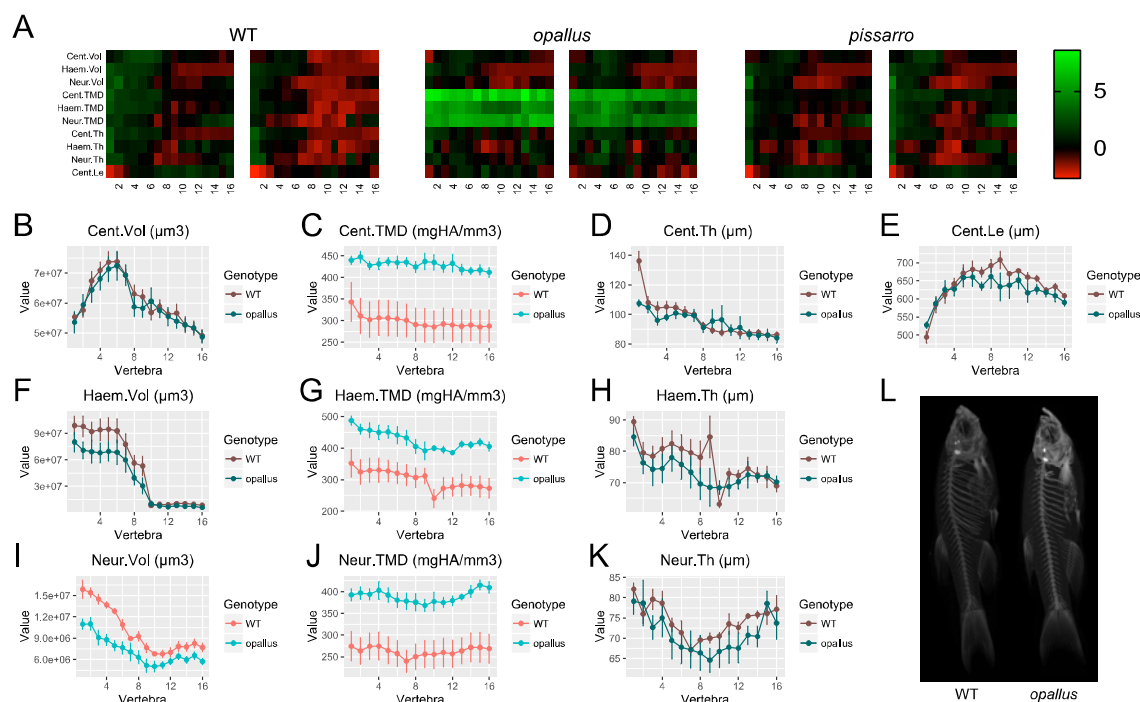 A
WT
opallus
pissarro
Cent.Vol
Haem.Vol
Neur.Vol
Cent.TMD
Haem.TMD
Neur.TMD
Cent.Th
Haem.Th
Neur.Th
Cent.Le
2 4 6 8 10 12 14 16
2 4 6 8 10 12 14 16
2 4 6 8 10 12 14 16
2 4 6 8 10 12 14 16
2 4 6 8 10 12 14 16
2 4 6 8 10 12 14 16
5
0
B
Cent.Vol (µm3)
Value
7e+07
6e+07
5e+07
4 8 12 16
Vertebra
Genotype
WT
opallus
C
Cent.TMD (mgHA/mm3)
Value
450
400
350
300
250
4 8 12 16
Vertebra
Genotype
WT
opallus
D
Cent.Th (µm)
Value
140
120
100
80
4 8 12 16
Vertebra
Genotype
WT
opallus
E
Cent.Le (µm)
Value
700
650
600
550
500
4 8 12 16
Vertebra
Genotype
WT
opallus
F
Haem.Vol (µm3)
Value
9e+07
6e+07
3e+07
4 8 12 16
Vertebra
Genotype
WT
opallus
G
Haem.TMD (mgHA/mm3)
Value
500
400
300
200
4 8 12 16
Vertebra
Genotype
WT
opallus
H
Haem.Th (µm)
Value
90
80
70
4 8 12 16
Vertebra
Genotype
WT
opallus
I
Neur.Vol (µm3)
Value
1.5e+07
1.2e+07
9.0e+06
6.0e+06
4 8 12 16
Vertebra
Genotype
WT
opallus
J
Neur.TMD (mgHA/mm3)
Value
400
350
300
250
4 8 12 16
Vertebra
Genotype
WT
opallus
K
Neur.Th (µm)
Value
85
80
75
70
65
4 8 12 16
Vertebra
Genotype
WT
opallus
L
WT
opallus